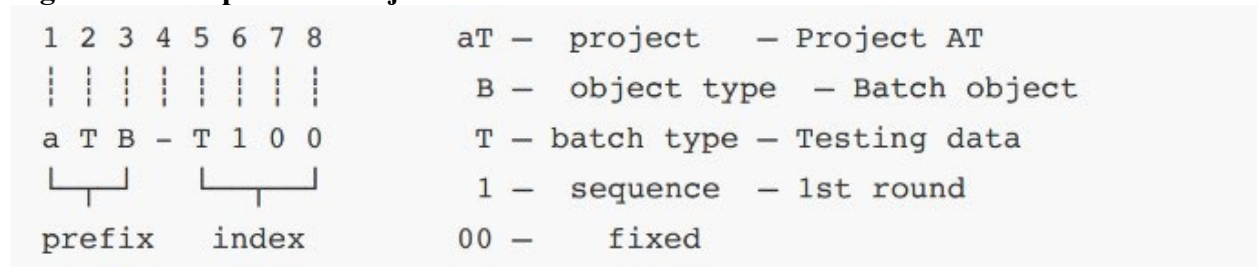 1 2 3 4 5 6 7 8 aT – project – Project AT
B – object type – Batch object
a T B – T 1 0 0 T – batch type – Testing data
1 – sequence – 1st round
prefix index 00 – fixed